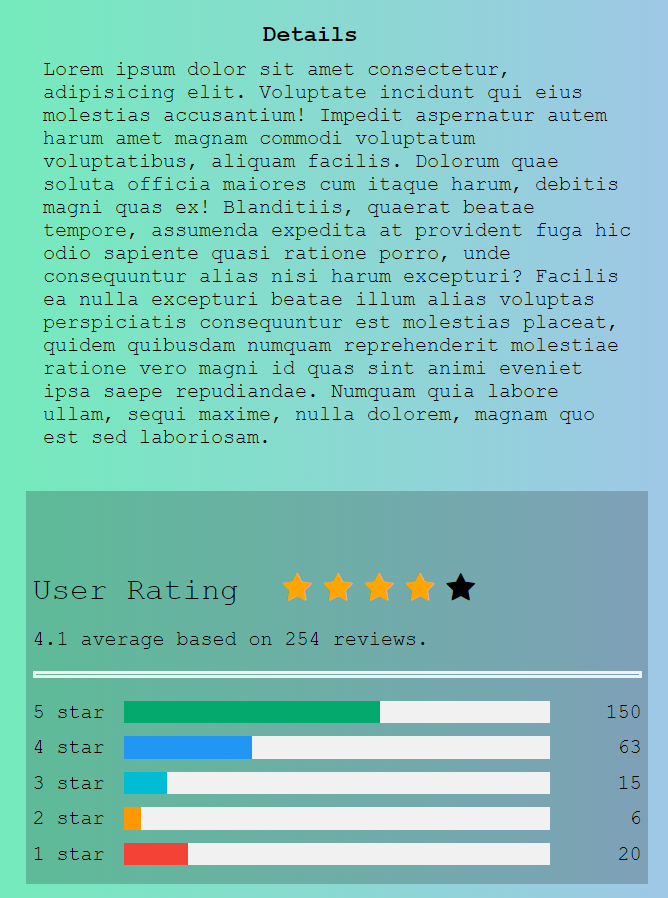 Details
Lorem ipsum dolor sit amet consectetur,
adipisicing elit. Voluptate incidunt qui eius
molestias accusantium! Impedit aspernatur autem
harum amet magnam commodi voluptatum
voluptatibus, aliquam facilis. Dolorum quae
soluta officia maiores cum itaque harum, debitis
magni quas ex! Blanditiis, quaerat beatae
tempore, assumenda expedita at provident fuga hic
odio sapiente quasi ratione porro, unde
consequuntur alias nisi harum excepturi? Facilis
ea nulla excepturi beatae illum alias voluptas
perspiciatis consequuntur est molestias placeat,
quidem quibusdam numquam reprehenderit molestiae
ratione vero magni id quas sint animi eveniet
ipsa saepe repudiandae. Numquam quia labore
ullam, sequi maxime, nulla dolorem, magnam quo
est sed laboriosam.
User Rating
4.1 average based on 254 reviews.
5 star 150
4 star 63
3 star 15
2 star 6
1 star 20